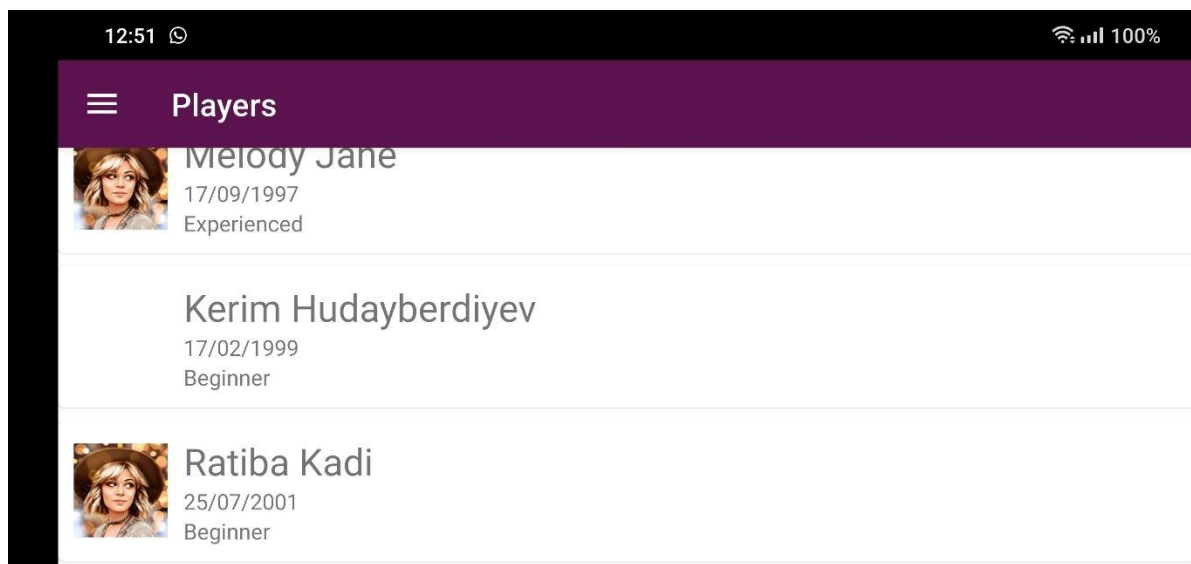 12:51 100%
Players
Melody Jane
17/09/1997
Experienced
Kerim Hudayberdiyev
17/02/1999
Beginner
Ratiba Kadi
25/07/2001
Beginner